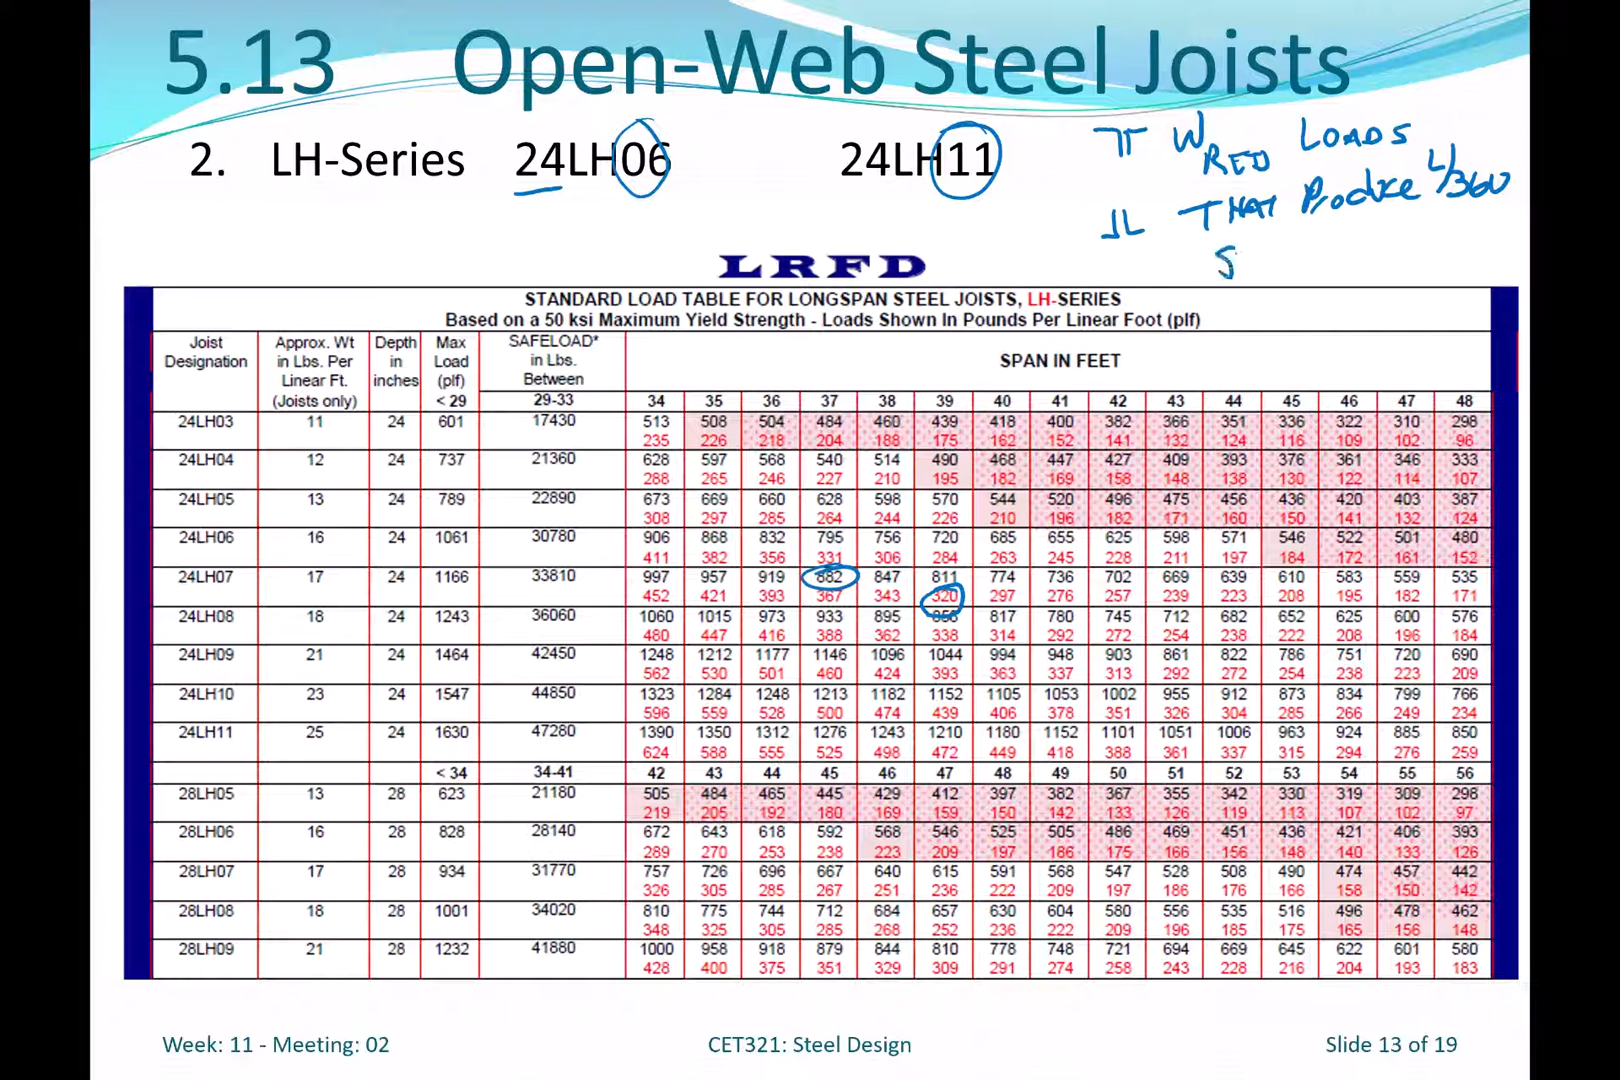 5.13 Open-Web Steel Joists
2. LH-Series 24LH06 24LH11
W RED LOADS
THAT Produce L/360
S
LRFD
STANDARD LOAD TABLE FOR LONGSPAN STEEL JOISTS, LH-SERIES
Based on a 50 ksi Maximum Yield Strength - Loads Shown In Pounds Per Linear Foot (plf)
Joist Designation Approx. Wt in Lbs. Per Linear Ft. (Joists only) Depth in inches Max Load (plf) < 29 SAFELOAD* in Lbs. Between 29-33 SPAN IN FEET
34 35 36 37 38 39 40 41 42 43 44 45 46 47 48
24LH03 11 24 601 17430 513 508 504 484 460 439 418 400 382 366 351 336 322 310 298
235 226 218 204 188 175 162 152 141 132 124 116 109 102 96
24LH04 12 24 737 21360 628 597 568 540 514 490 468 447 427 409 393 376 361 346 333
288 265 246 227 210 195 182 169 158 148 138 130 122 114 107
24LH05 13 24 789 22890 673 669 660 628 598 570 544 520 496 475 456 436 420 403 387
308 297 285 264 244 226 210 196 182 171 160 150 141 132 124
24LH06 16 24 1061 30780 906 868 832 795 756 720 685 655 625 598 571 546 522 501 480
411 382 356 331 306 284 263 245 228 211 197 184 172 161 152
24LH07 17 24 1166 33810 997 957 919 882 847 811 774 736 702 669 639 610 583 559 535
452 421 393 367 343 320 297 276 257 239 223 208 195 182 171
24LH08 18 24 1243 36060 1060 1015 973 933 895 817 780 745 712 682 652 625 600 576
480 447 416 388 362 338 314 292 272 254 238 222 208 196 184
24LH09 21 24 1464 42450 1248 1212 1177 1146 1096 1044 994 948 903 861 822 786 751 720 690
562 530 501 460 424 393 363 337 313 292 272 254 238 223 209
24LH10 23 24 1547 44850 1323 1284 1248 1213 1182 1152 1105 1053 1002 955 912 873 834 799 766
596 559 528 500 474 439 406 378 351 326 304 285 266 249 234
24LH11 25 24 1630 47280 1390 1350 1312 1276 1243 1210 1180 1152 1101 1051 1006 963 924 885 850
624 588 555 525 498 472 449 418 388 361 337 315 294 276 259
< 34 34-41 42 43 44 45 46 47 48 49 50 51 52 53 54 55 56
28LH05 13 28 623 21180 505 484 465 445 429 412 397 382 367 355 342 330 319 309 298
219 205 192 180 169 159 150 142 133 126 119 113 107 102 97
28LH06 16 28 828 28140 672 643 618 592 568 546 525 505 486 469 451 436 421 406 393
289 270 253 238 223 209 197 186 175 166 156 148 140 133 126
28LH07 17 28 934 31770 757 726 696 667 640 615 591 568 547 528 508 490 474 457 442
326 305 285 267 251 236 222 209 197 186 176 166 158 150 142
28LH08 18 28 1001 34020 810 775 744 712 684 657 630 604 580 556 535 516 496 478 462
348 325 305 285 268 252 236 222 209 196 185 175 165 156 148
28LH09 21 28 1232 41880 1000 958 918 879 844 810 778 748 721 694 669 645 622 601 580
428 400 375 351 329 309 291 274 258 243 228 216 204 193 183
Week: 11 - Meeting: 02 CET321: Steel Design Slide 13 of 19